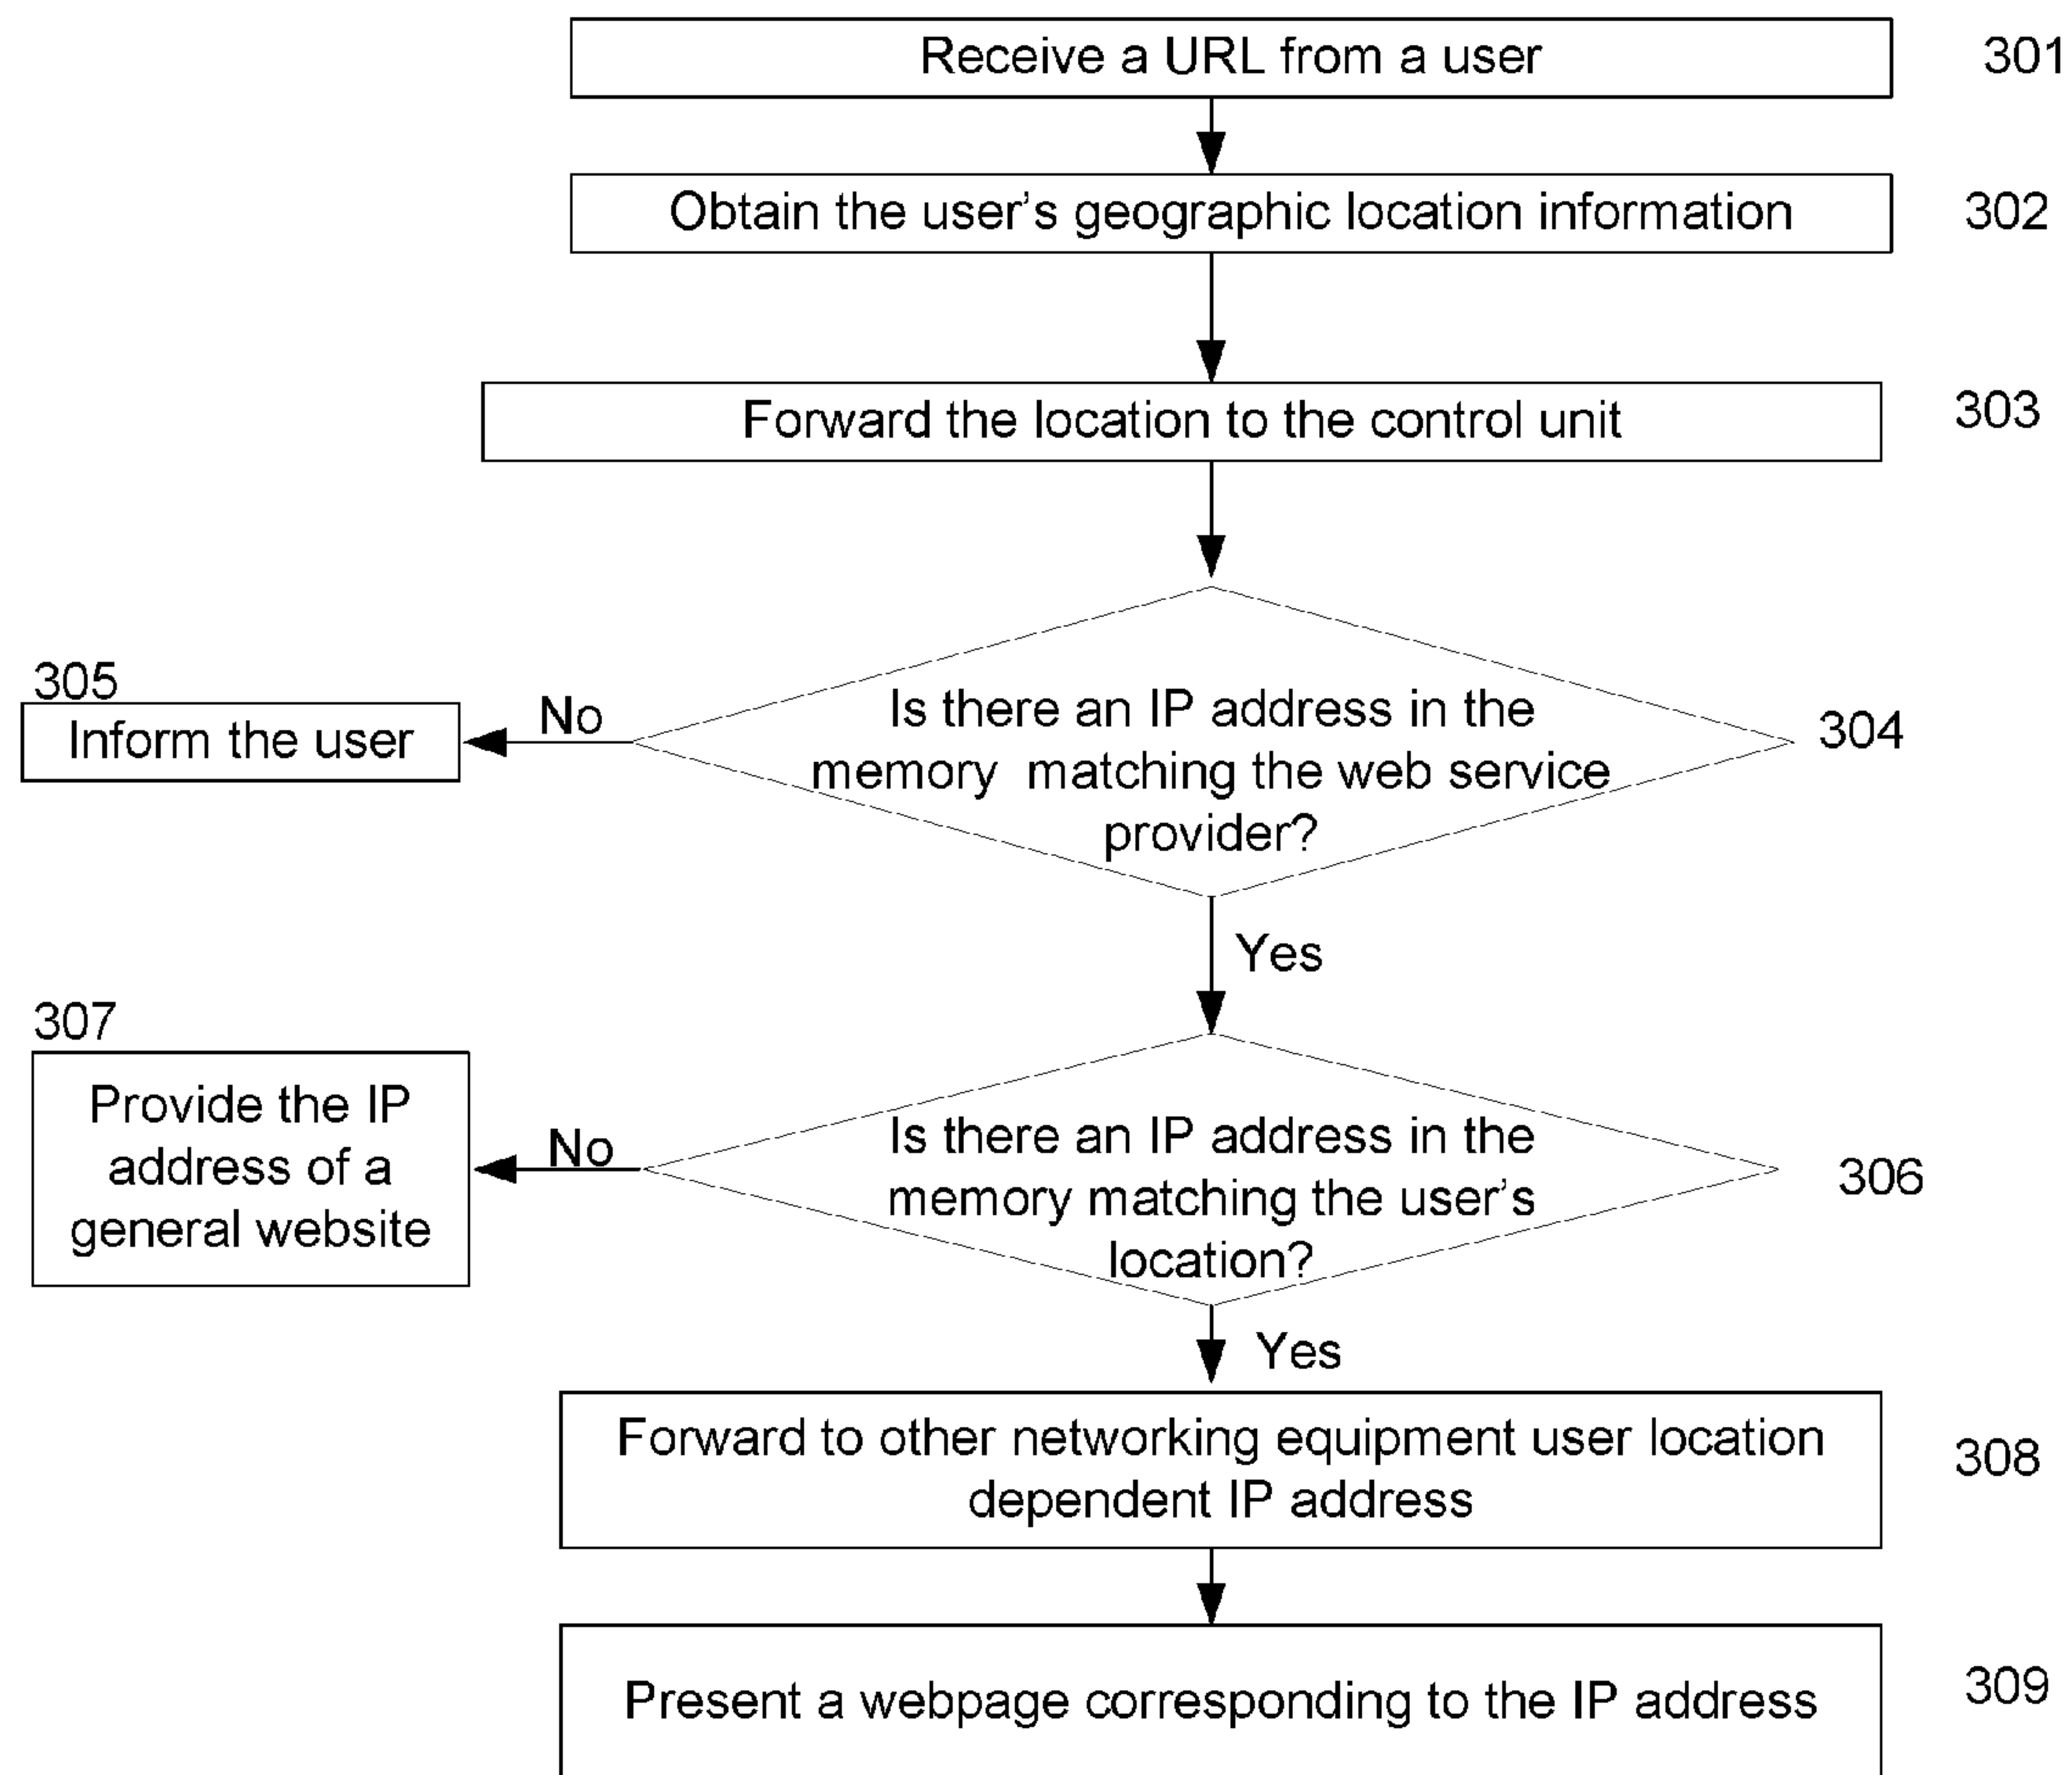 Receive a URL from a user
301
Obtain the user's geographic location information
302
Forward the location to the control unit
303
305
Inform the user
No
Is there an IP address in the
memory matching the web service
provider?
304
Yes
307
Provide the IP
address of a
general website
No
Is there an IP address in the
memory matching the user's
location?
306
Yes
Forward to other networking equipment user location
dependent IP address
308
Present a webpage corresponding to the IP address
309